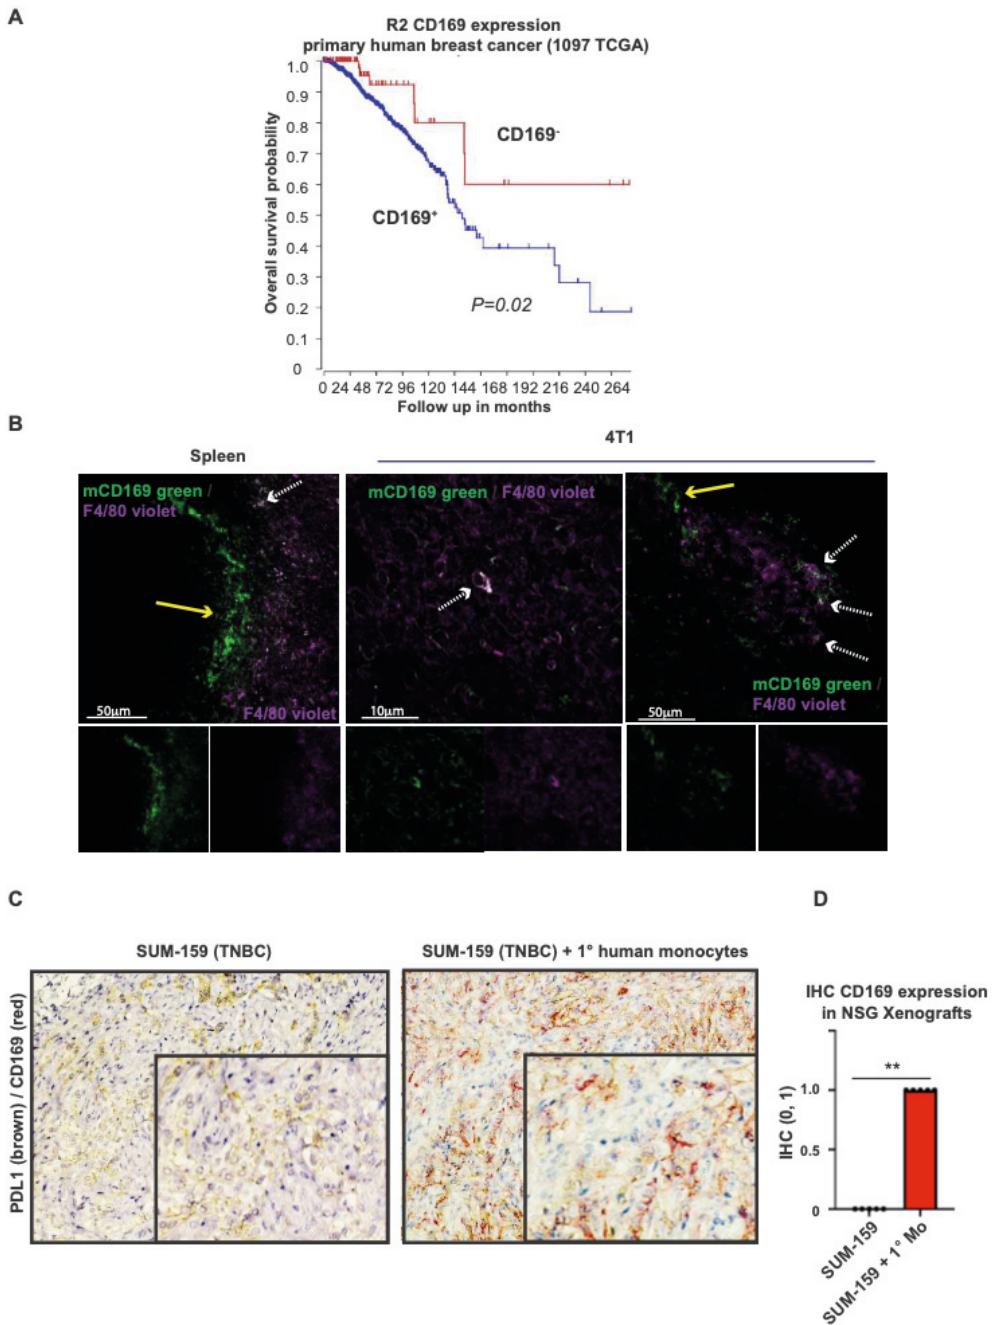 A
R2 CD169 expression
primary human breast cancer (1097 TCGA)
Overall survival probability
1.0
0.9
0.8
0.7
0.6
0.5
0.4
0.3
0.2
0.1
0
CD169-
CD169+
P=0.02
0 24 48 72 96 120 144 168 192 216 240 264
Follow up in months
B
Spleen
4T1
mCD169 green /
F4/80 violet
50µm
F4/80 violet
mCD169 green / F4/80 violet
10µm
mCD169 green /
F4/80 violet
50µm
C
SUM-159 (TNBC)
SUM-159 (TNBC) + 1° human monocytes
PDL1 (brown) / CD169 (red)
D
IHC CD169 expression
in NSG Xenografts
**
IHC (0, 1)
1.0
0.5
0
SUM-159
SUM-159 + 1° Mo